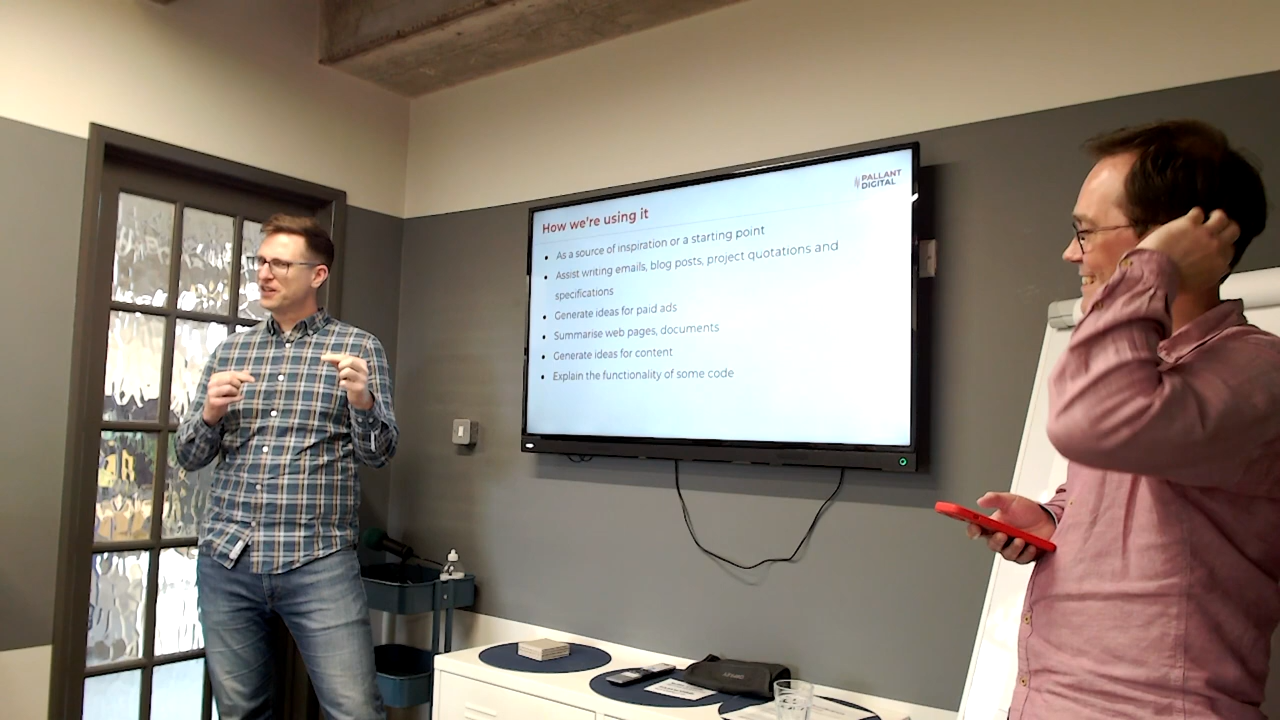 PALLANT
DIGITAL
How we're using it
As a source of inspiration or a starting point
Assist writing emails, blog posts, project quotations and
specifications
Generate ideas for paid ads
Summarise web pages, documents
Generate ideas for content
Explain the functionality of some code